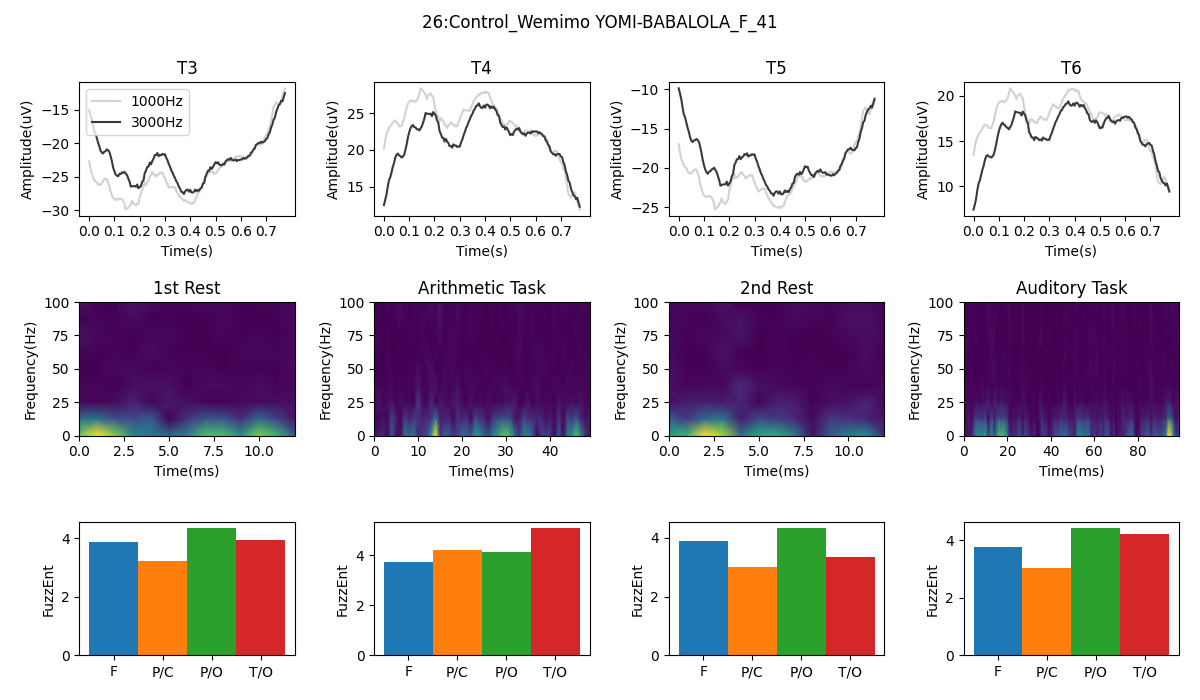 26:Control_Wemimo YOMI-BABALOLA_F_41
T3 T4 T5 T6
1000Hz
3000Hz
Amplitude(uV) Amplitude(uV) Amplitude(uV) Amplitude(uV)
−15 −20 −25 −30
25 20 15
−10 −15 −20 −25
20 15 10
0.0 0.1 0.2 0.3 0.4 0.5 0.6 0.7 0.0 0.1 0.2 0.3 0.4 0.5 0.6 0.7 0.0 0.1 0.2 0.3 0.4 0.5 0.6 0.7 0.0 0.1 0.2 0.3 0.4 0.5 0.6 0.7
Time(s) Time(s) Time(s) Time(s)
1st Rest Arithmetic Task 2nd Rest Auditory Task
Frequency(Hz) Frequency(Hz) Frequency(Hz) Frequency(Hz)
100 100 100 100
75 75 75 75
50 50 50 50
25 25 25 25
0 0 0 0
0.0 2.5 5.0 7.5 10.0 0 10 20 30 40 0.0 2.5 5.0 7.5 10.0 0 20 40 60 80
Time(ms) Time(ms) Time(ms) Time(ms)
FuzzEnt FuzzEnt FuzzEnt FuzzEnt
4 4 4 4
2 2 2 2
0 0 0 0
F P/C P/O T/O F P/C P/O T/O F P/C P/O T/O F P/C P/O T/O